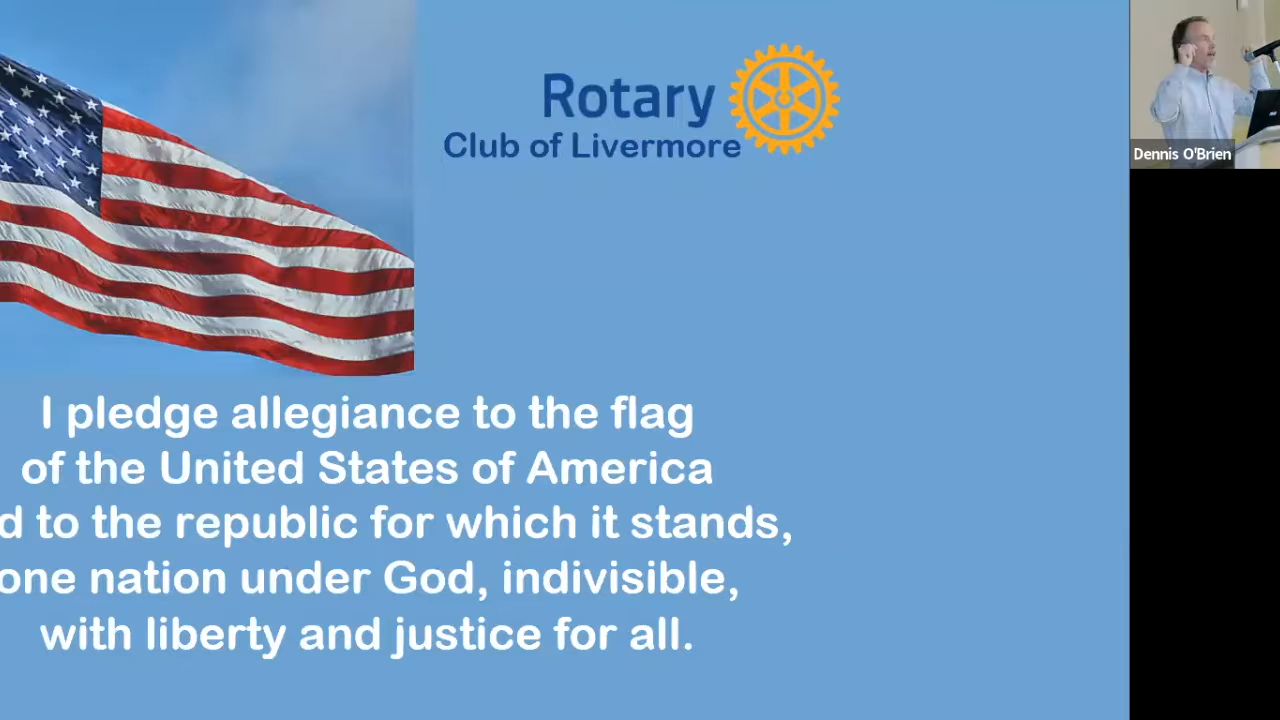 Rotary
Club of Livermore
Dennis O'Brien
I pledge allegiance to the flag
of the United States of America
d to the republic for which it stands,
one nation under God, indivisible,
with liberty and justice for all.